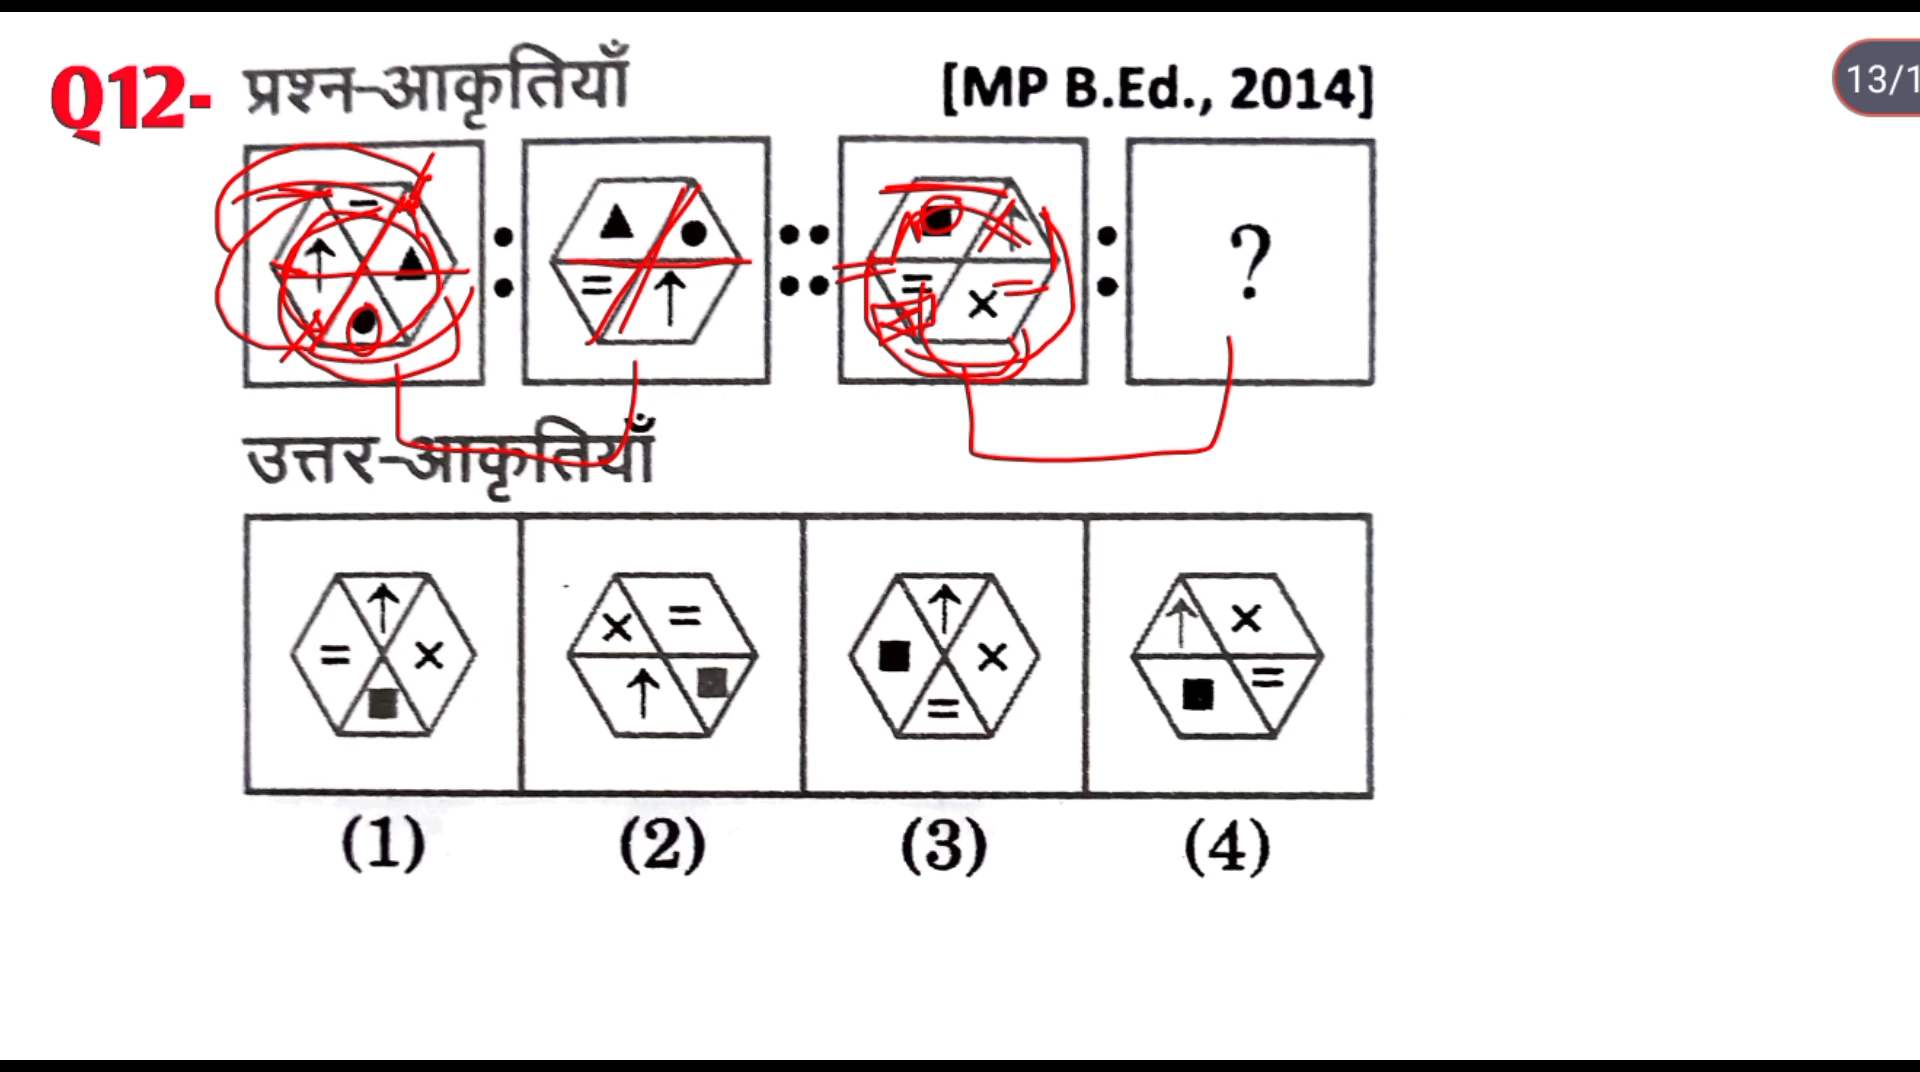 Q12- प्रश्न-आकृतियाँ [MP B.Ed., 2014]
13/1
: :: : ?
उत्तर-आकृतियाँ
(1) (2) (3) (4)